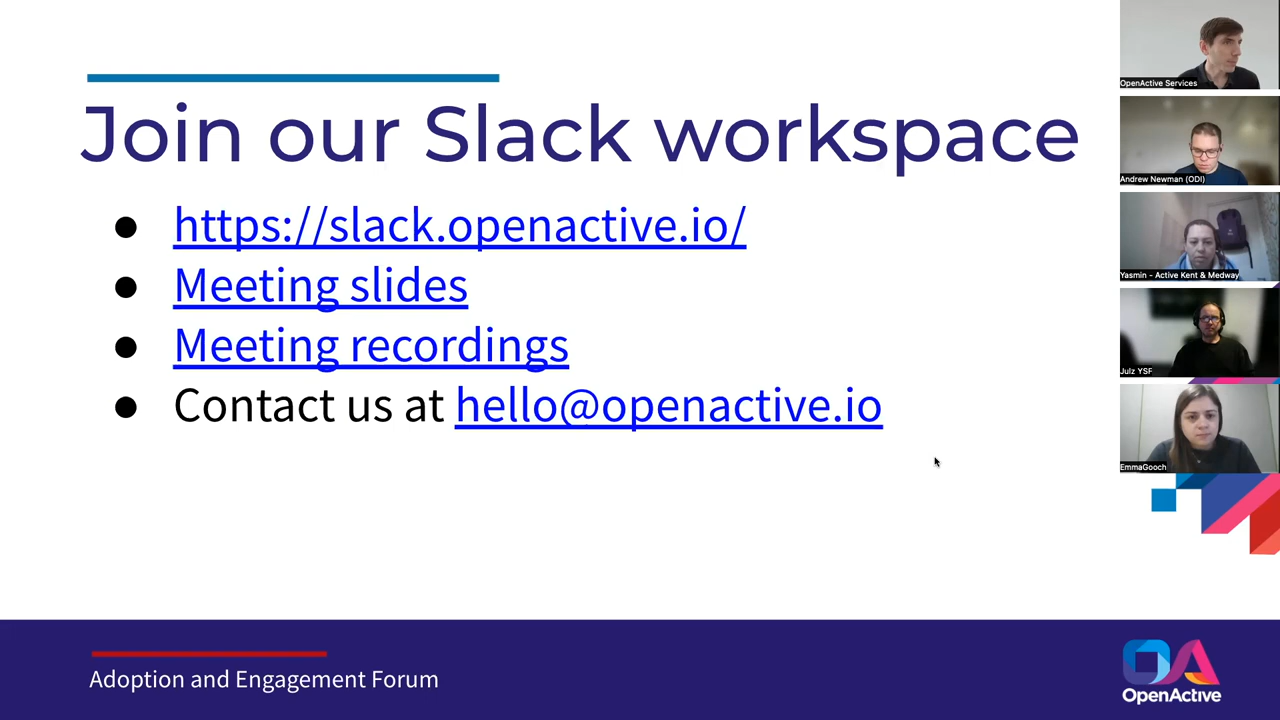 Join our Slack workspace
● https://slack.openactive.io/
● Meeting slides
● Meeting recordings
● Contact us at hello@openactive.io
OpenActive Services
Andrew Newman (ODI)
Yasmin - Active Kent & Medway
Julz YSF
EmmaGooch
Adoption and Engagement Forum
OA
OpenActive